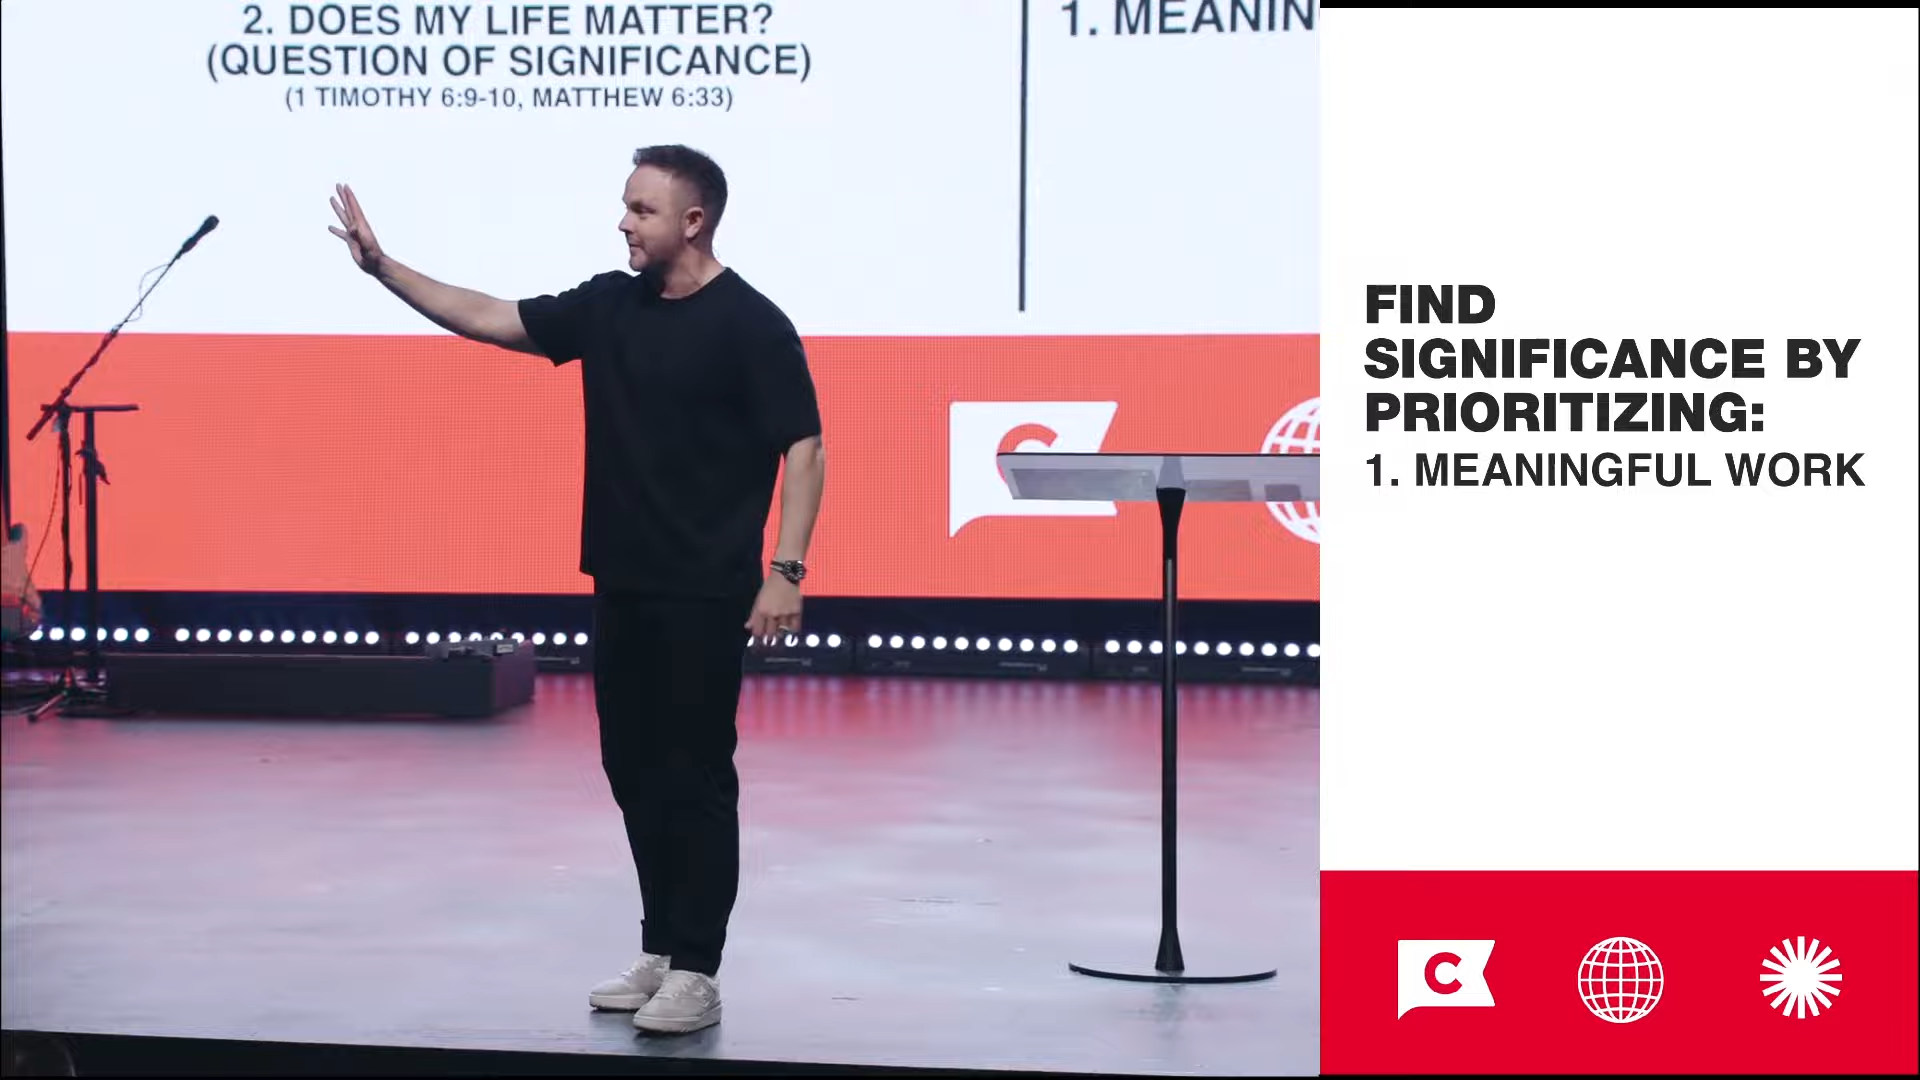 2. DOES MY LIFE MATTER?
(QUESTION OF SIGNIFICANCE)
(1 TIMOTHY 6:9-10, MATTHEW 6:33)
1. MEANIN
C
FIND
SIGNIFICANCE BY
PRIORITIZING:
1. MEANINGFUL WORK
C